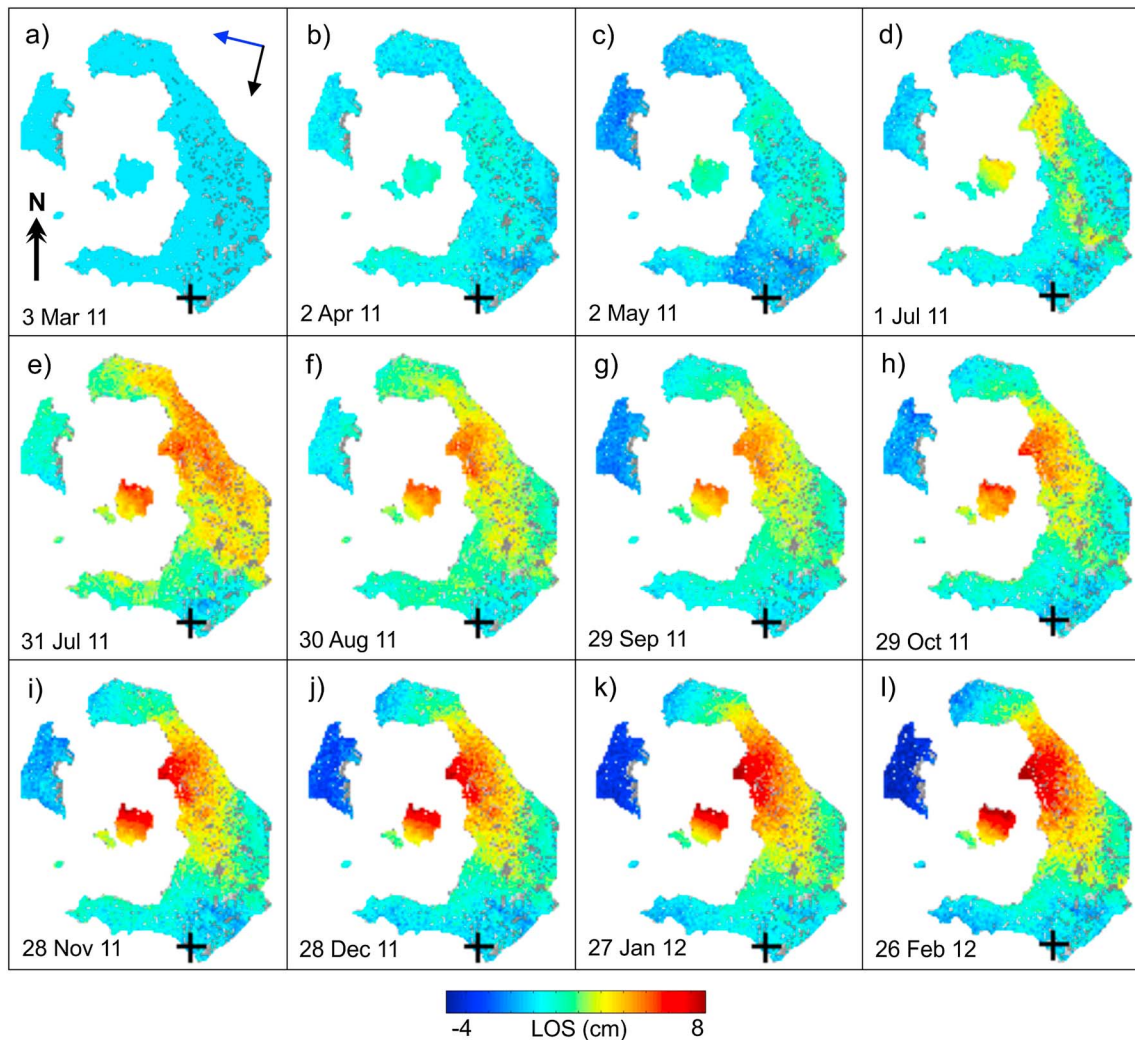 a)
b)
c)
d)
N
3 Mar 11
2 Apr 11
2 May 11
1 Jul 11
e)
f)
g)
h)
31 Jul 11
30 Aug 11
29 Sep 11
29 Oct 11
i)
j)
k)
l)
28 Nov 11
28 Dec 11
27 Jan 12
26 Feb 12
-4 LOS (cm) 8